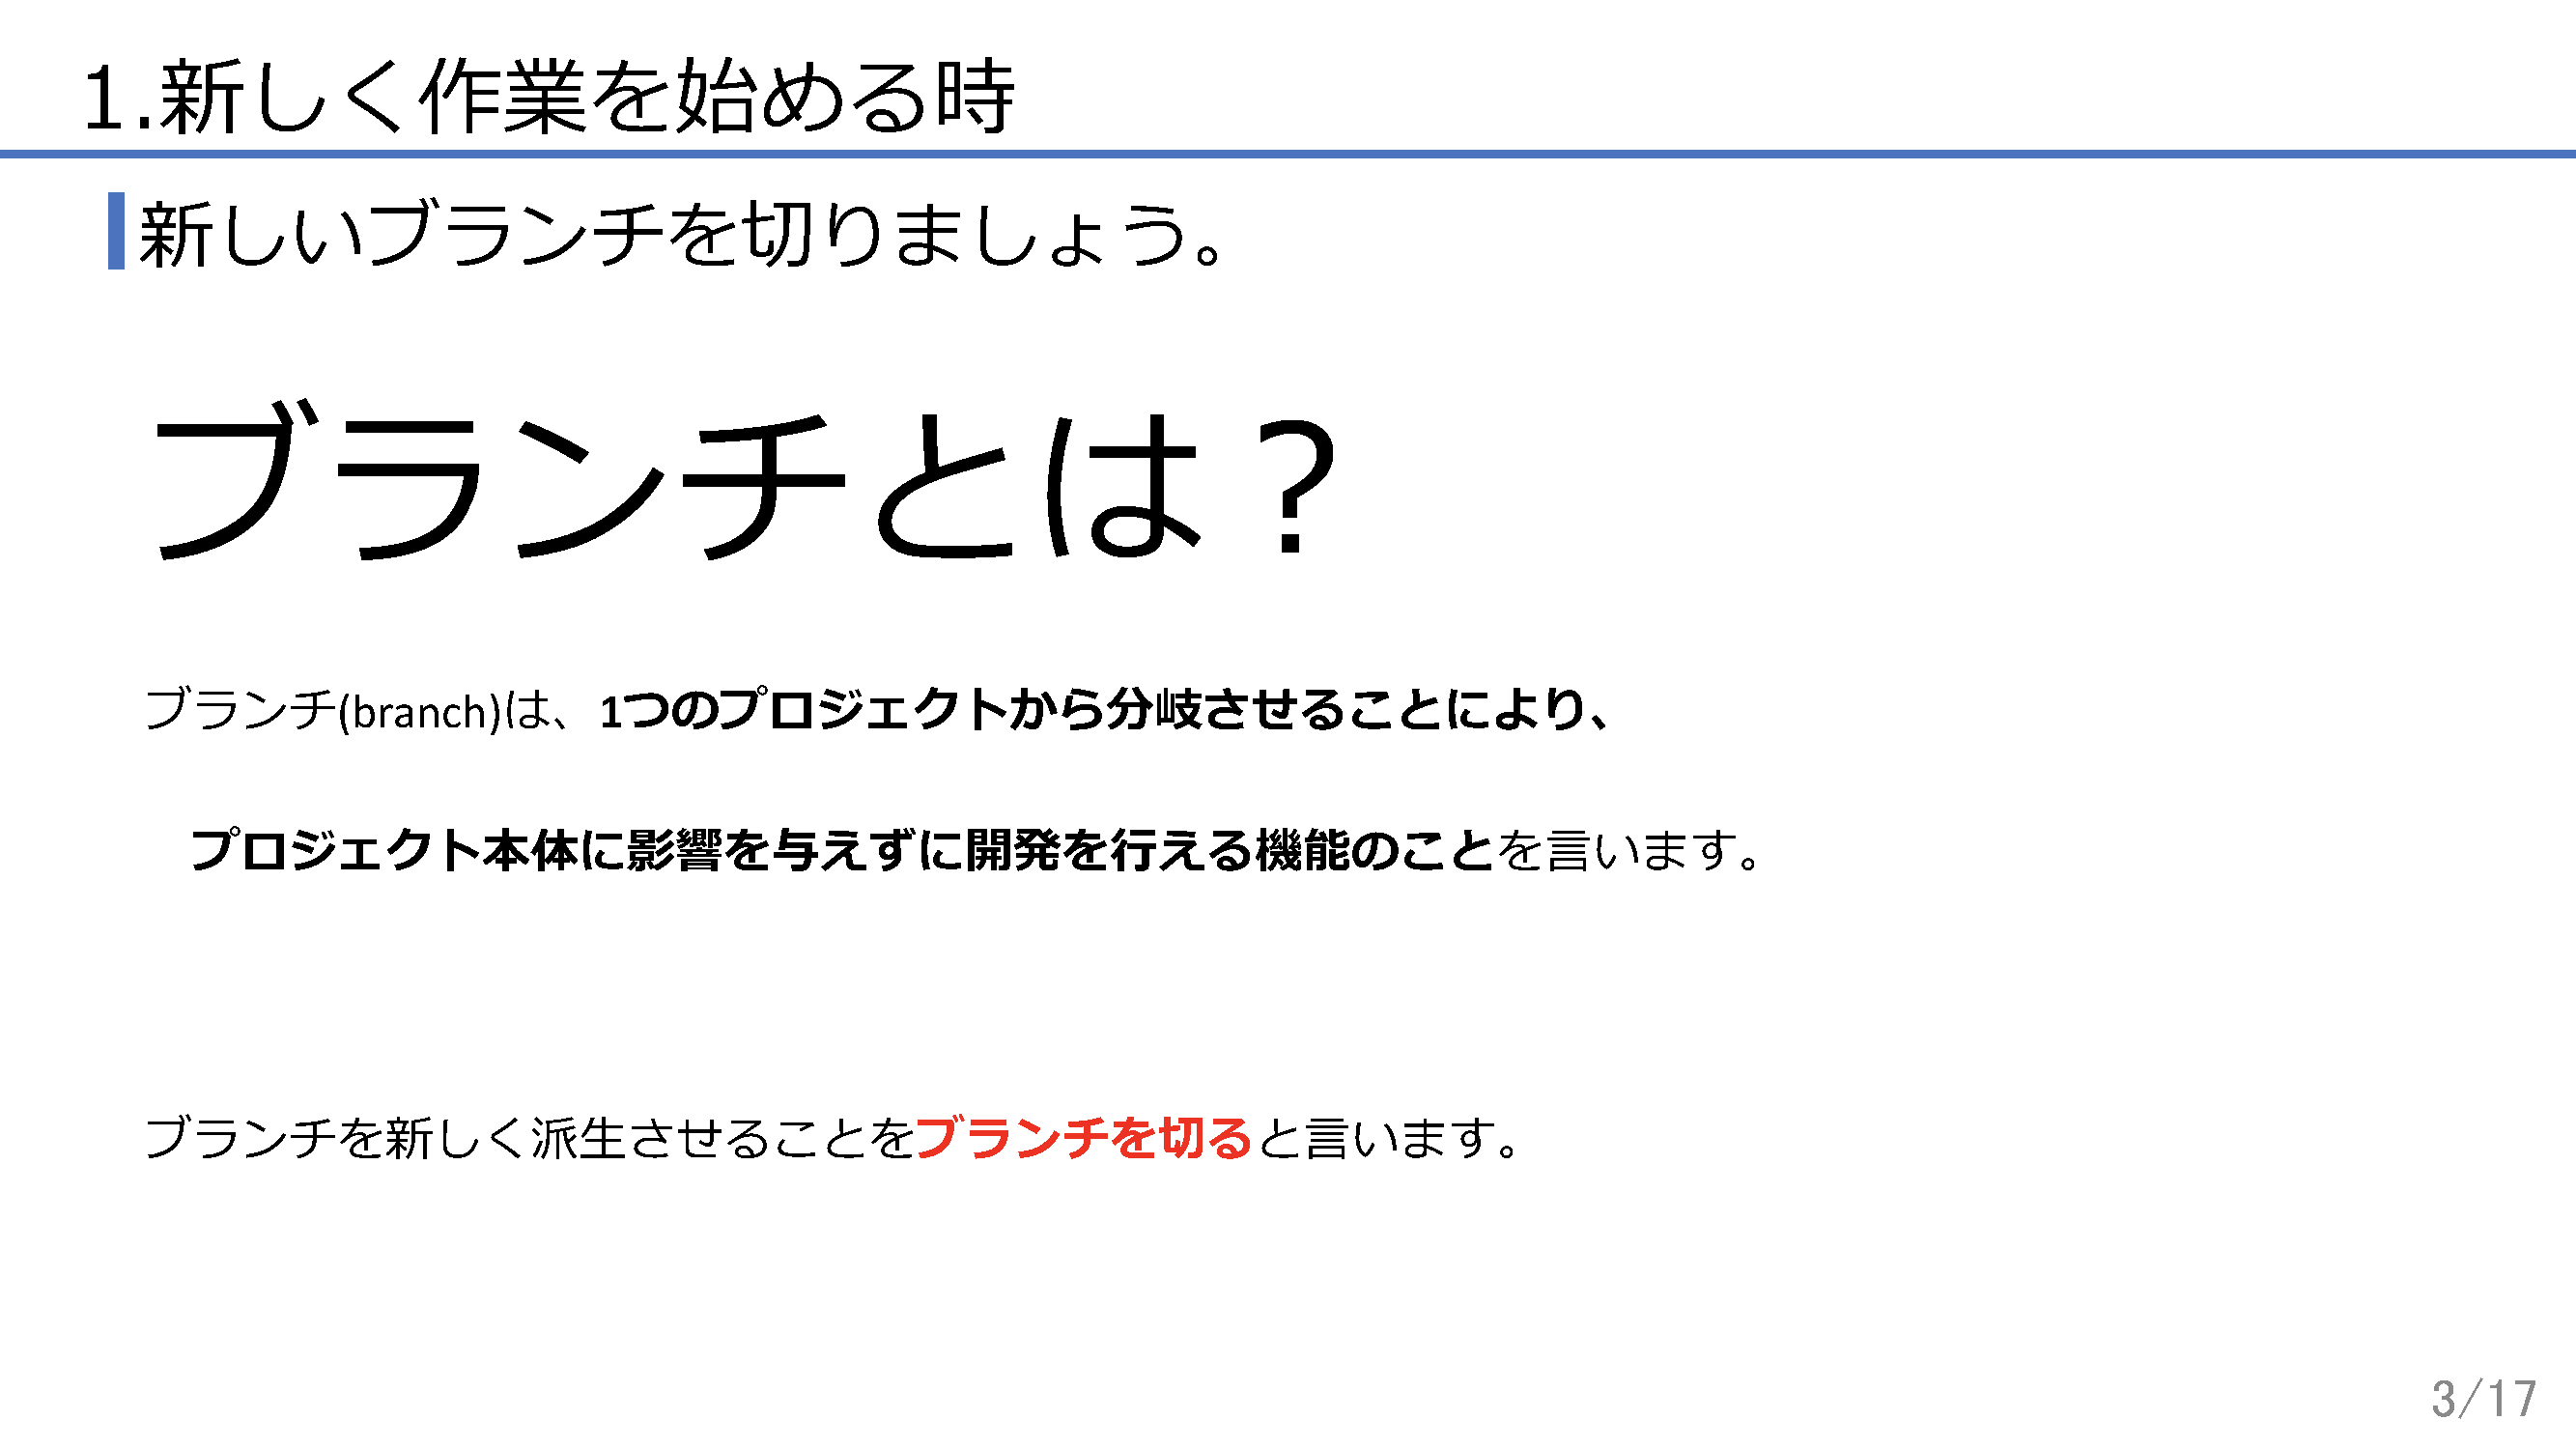 1.新しく作業を始める時
新しいブランチを切りましょう。
ブランチとは？
ブランチ(branch)は、1つのプロジェクトから分岐させることにより、
プロジェクト本体に影響を与えずに開発を行える機能のことを言います。
ブランチを新しく派生させることをブランチを切ると言います。
3/17